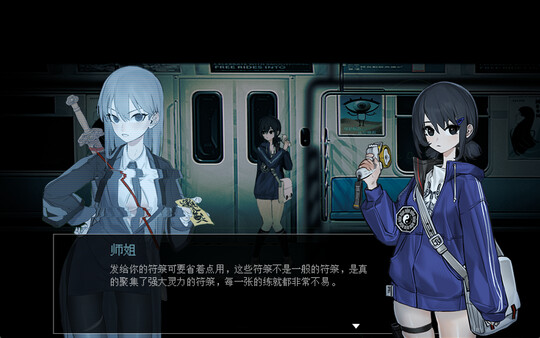 FREE RIDES INTO
师姐
发给你的符箓可要省着点用，这些符箓不是一般的符箓，是真
的聚集了强大灵力的符箓，每一张的练就都非常不易。